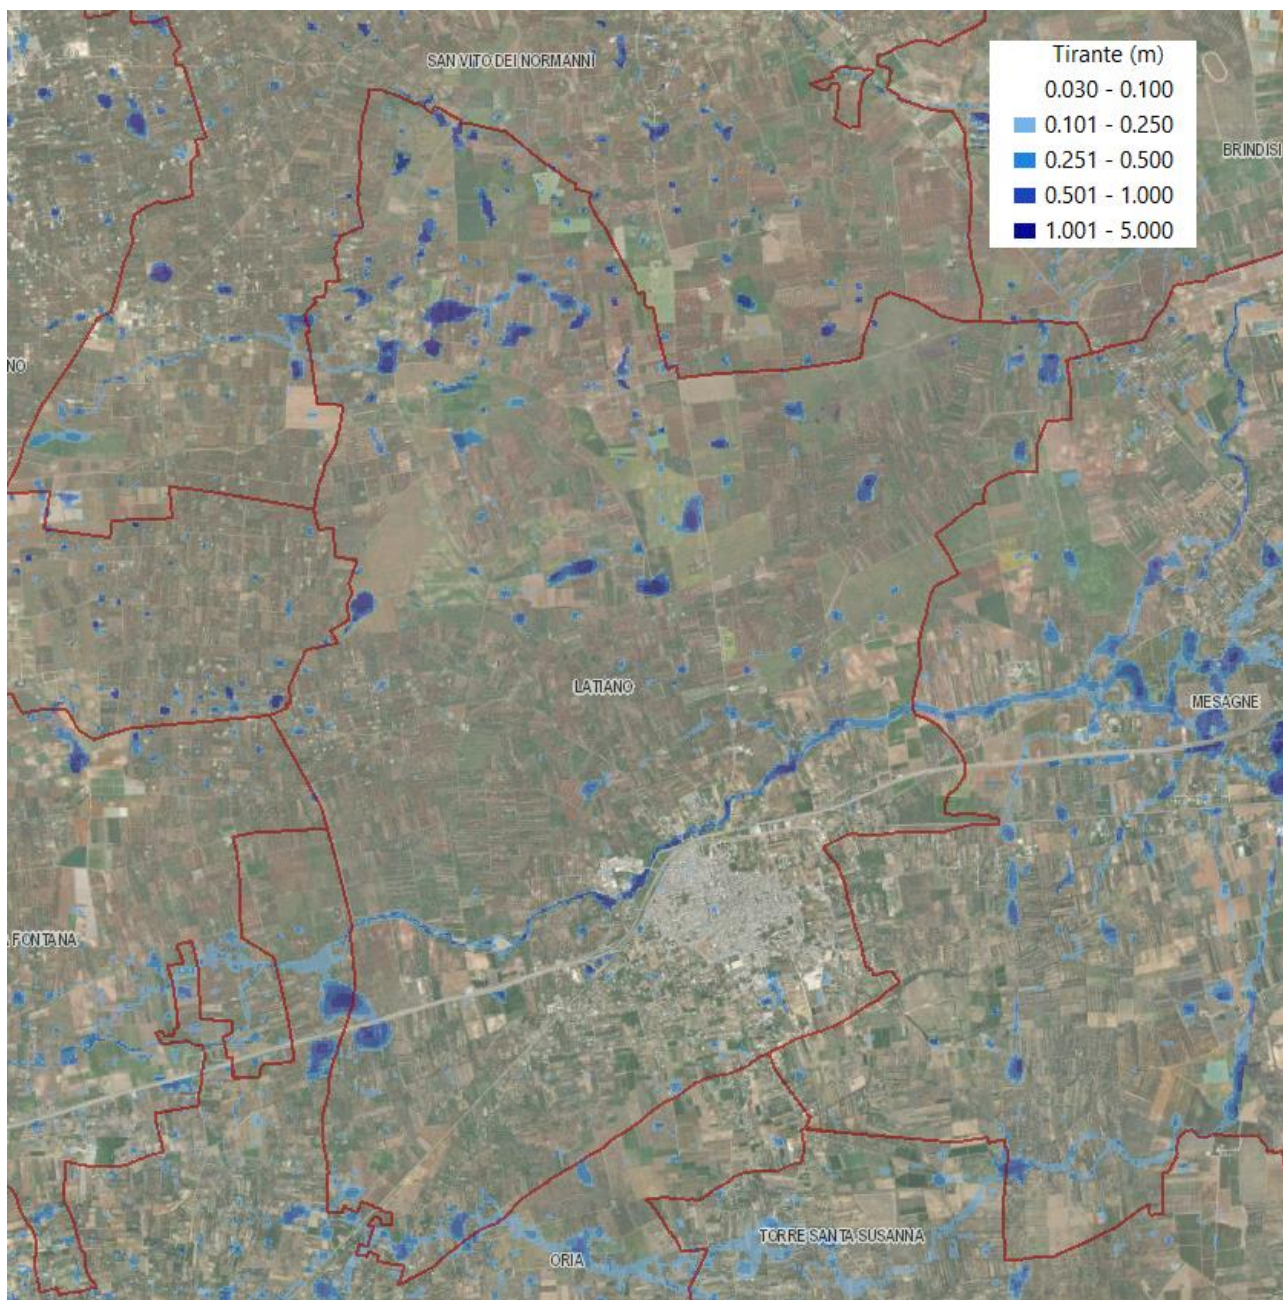 SAN VITO DEI NORMANNI
Tirante (m)
0.030 - 0.100
0.101 - 0.250
0.251 - 0.500
0.501 - 1.000
1.001 - 5.000
BRINDISI
NO
LATIANO
MESAGNE
FONTANA
TORRE SANTA SUSANNA
ORIA